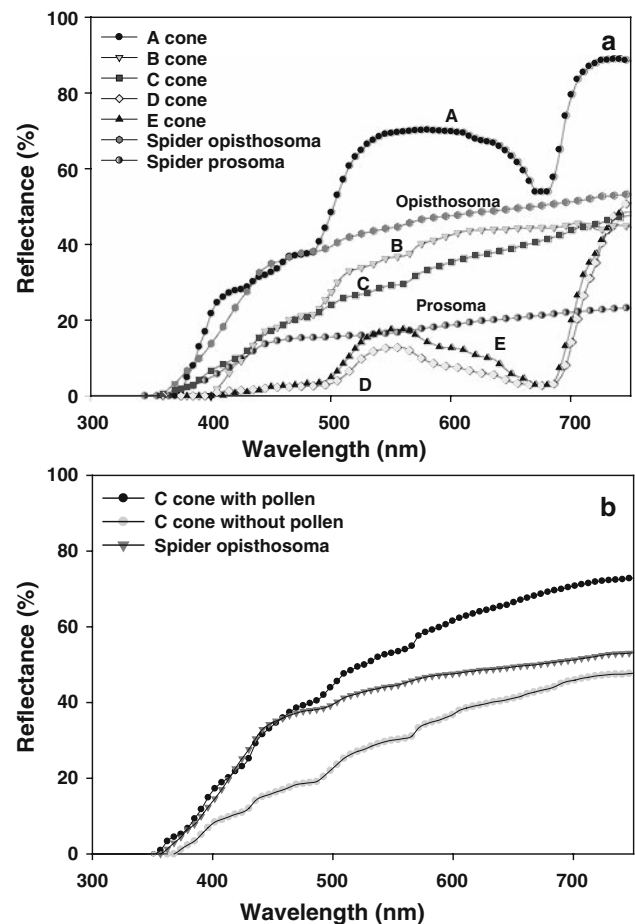 a
100
80
60
40
20
0
Reflectance (%)
A cone
B cone
C cone
D cone
E cone
Spider opisthosoma
Spider prosoma
A
Opisthosoma
B
C
Prosoma
E
D
300 400 500 600 700
Wavelength (nm)
b
100
80
60
40
20
0
Reflectance (%)
C cone with pollen
C cone without pollen
Spider opisthosoma
300 400 500 600 700
Wavelength (nm)